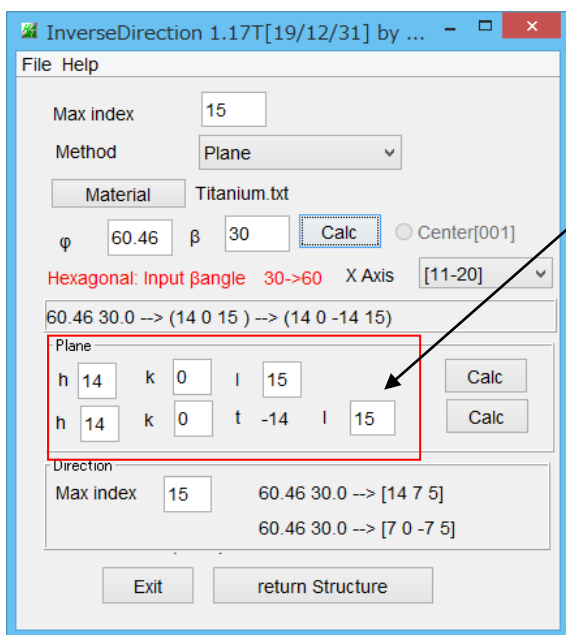 InverseDirection 1.17T[19/12/31] by ...
File Help
Max index 15
Method Plane
Material Titanium.txt
φ 60.46 β 30 Calc Center[001]
Hexagonal: Input βangle 30->60 X Axis [11-20]
60.46 30.0 --> (14 0 15 ) --> (14 0 -14 15)
Plane
h 14 k 0 l 15 Calc
h 14 k 0 t -14 l 15 Calc
Direction
Max index 15 60.46 30.0 --> [14 7 5]
60.46 30.0 --> [7 0 -7 5]
Exit return Structure